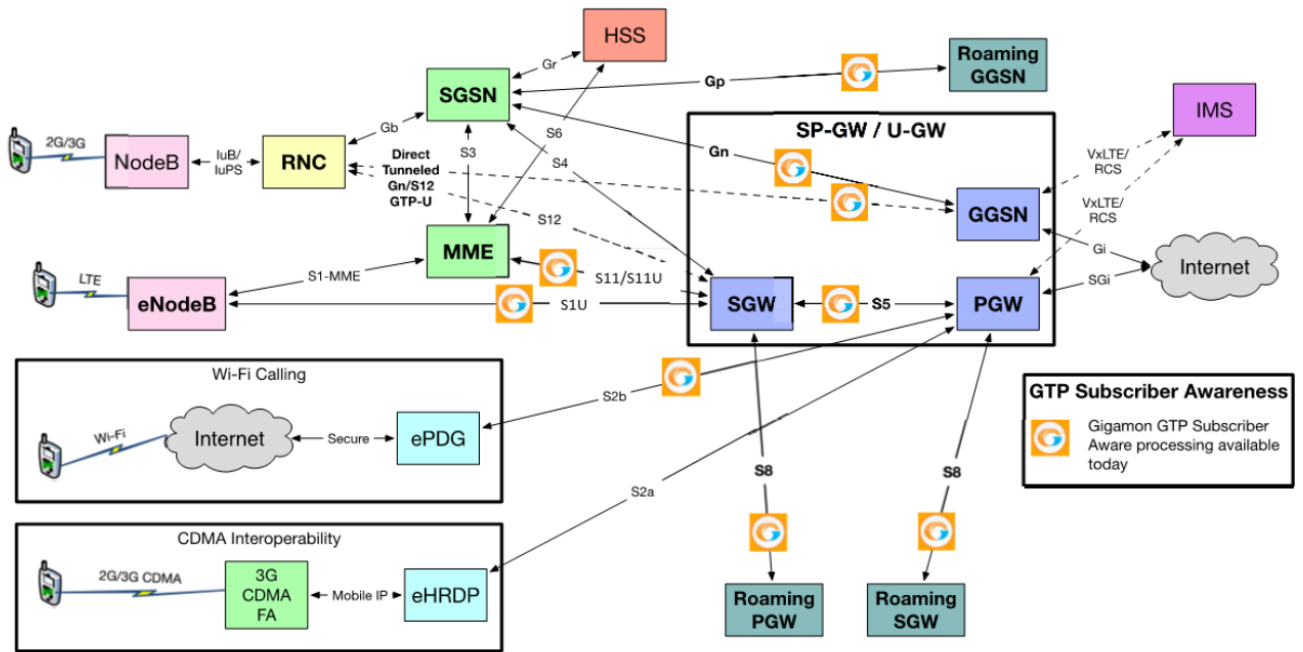 HSS
Roaming
GGSN
Gr
Gp
SGSN
IMS
SP-GW / U-GW
2G/3G
Gb
S6
NodeB
IuB/
IuPS
RNC
Direct
Tunneled
Gn/S12
GTP-U
S3
S4
Gn
VxLTE/
RCS
GGSN
VxLTE/
RCS
S12
MME
Gi
Internet
SGi
LTE
S1-MME
S11/S11U
eNodeB
S1U
SGW
S5
PGW
Wi-Fi Calling
S2b
GTP Subscriber Awareness
Gigamon GTP Subscriber
Aware processing available
today
Wi-Fi
Internet
Secure
ePDG
S8
S8
S2a
CDMA Interoperability
2G/3G CDMA
3G
CDMA
FA
Mobile IP
eHRDP
Roaming
PGW
Roaming
SGW